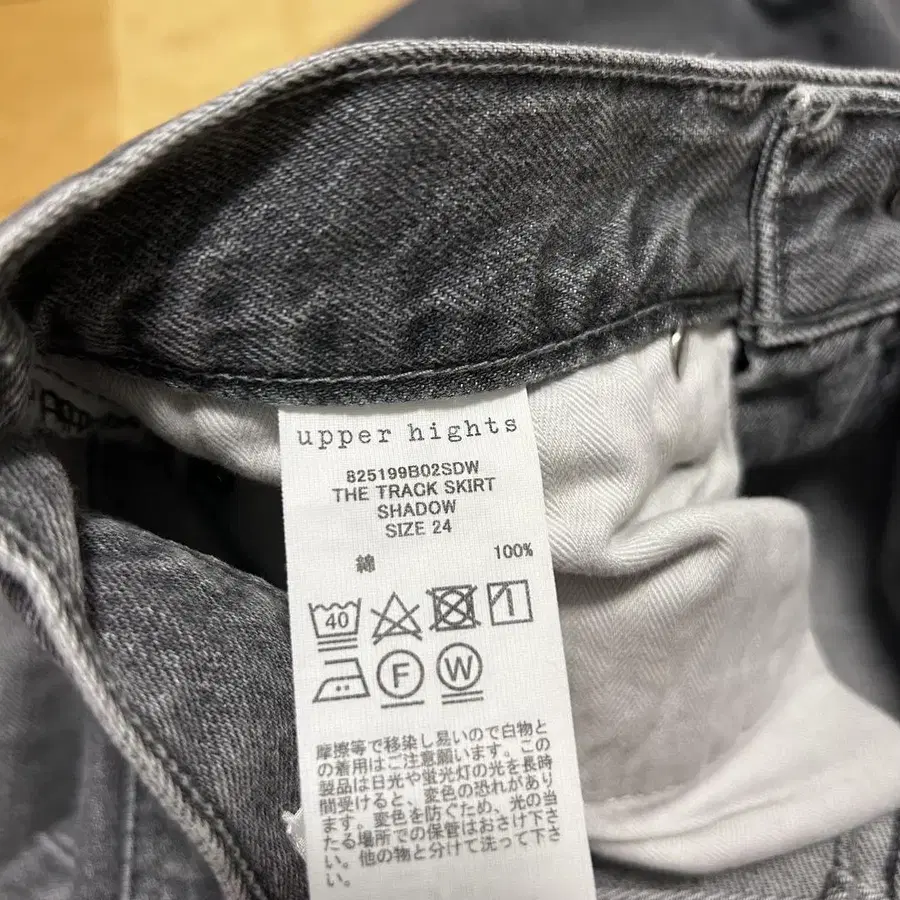 upper hights
825199B02SDW
THE TRACK SKIRT
SHADOW
SIZE 24
綿 100%
40
F W
摩擦等で移染し易いので白物と
の着用はご注意願います。この
製品は日光や蛍光灯の光を長時
間受けると、変色の恐れがあり
ます。変色を防ぐため、光の当
たる場所での保管はおさけ下さ
い。他の物と分けて洗って下さ
い。